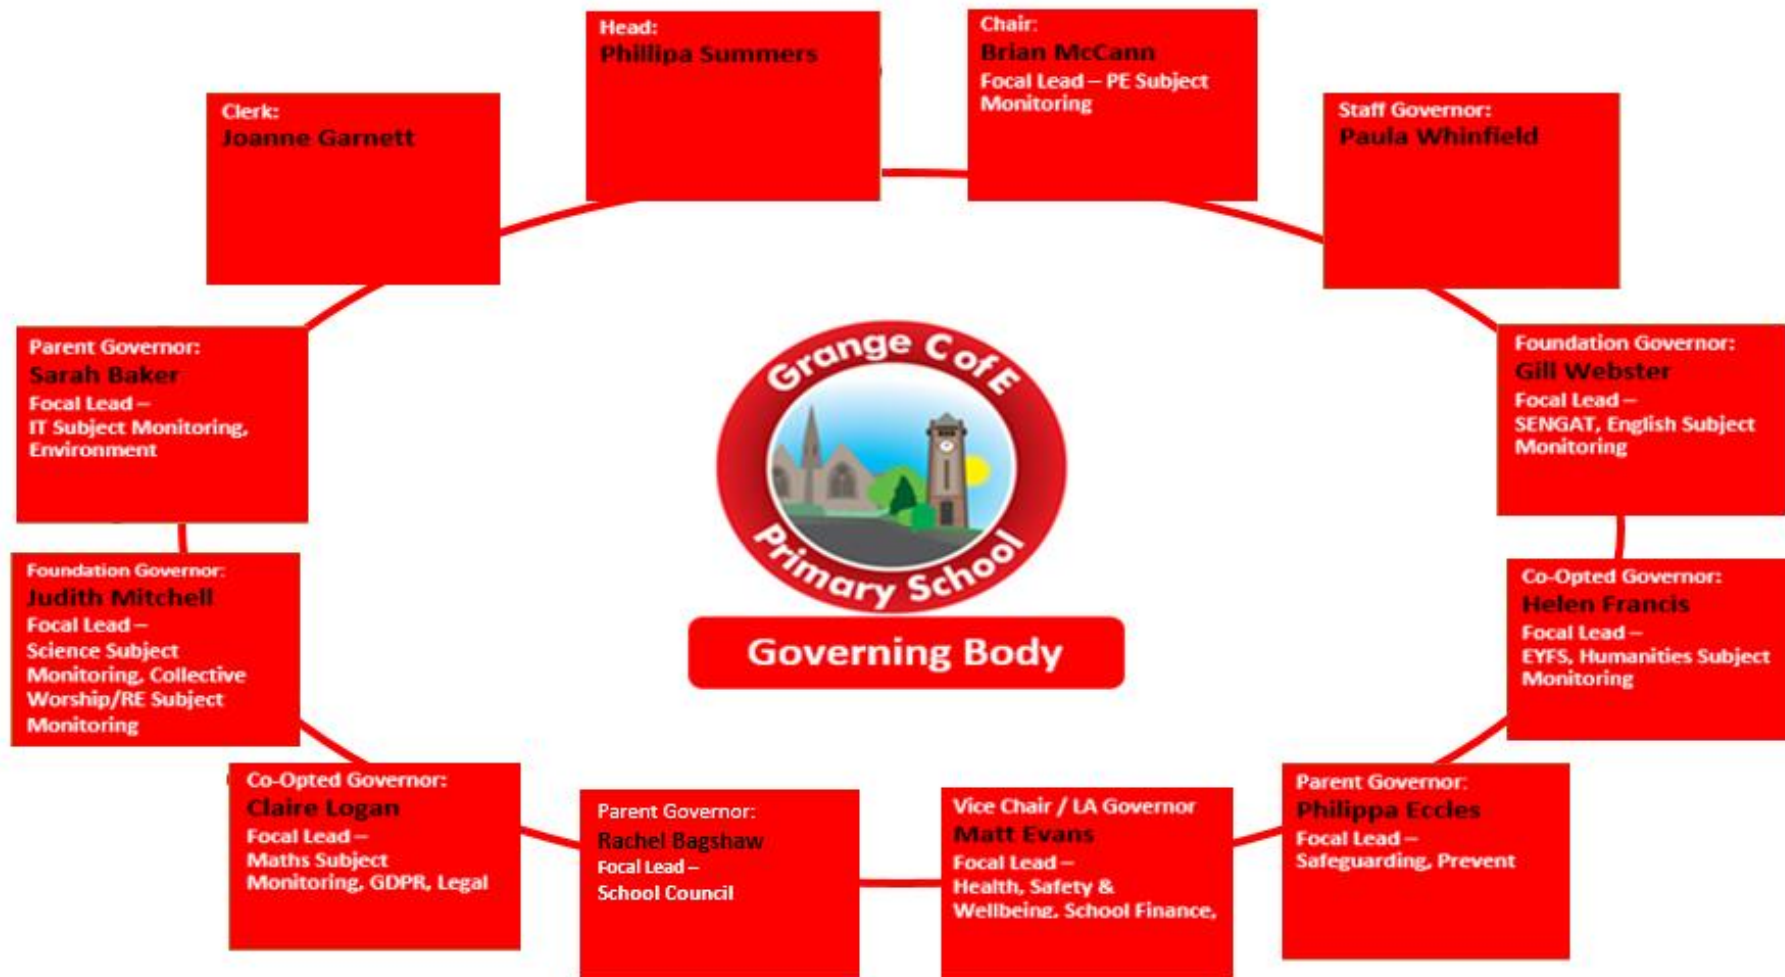 Head:
Phillipa Summers
Chair:
Brian McCann
Focal Lead – PE Subject
Monitoring
Clerk:
Joanne Garnett
Staff Governor:
Paula Whinfield
Parent Governor:
Sarah Baker
Focal Lead –
IT Subject Monitoring,
Environment
Grange C of E
Primary School
Governing Body
Foundation Governor:
Gill Webster
Focal Lead –
SENGAT, English Subject
Monitoring
Foundation Governor:
Judith Mitchell
Focal Lead –
Science Subject
Monitoring, Collective
Worship/RE Subject
Monitoring
Co-Opted Governor:
Helen Francis
Focal Lead –
EYFS, Humanities Subject
Monitoring
Co-Opted Governor:
Claire Logan
Focal Lead –
Maths Subject
Monitoring, GDPR, Legal
Parent Governor:
Rachel Bagshaw
Focal Lead –
School Council
Vice Chair / LA Governor
Matt Evans
Focal Lead –
Health, Safety &
Wellbeing, School Finance,
Parent Governor:
Philippa Eccles
Focal Lead –
Safeguarding, Prevent